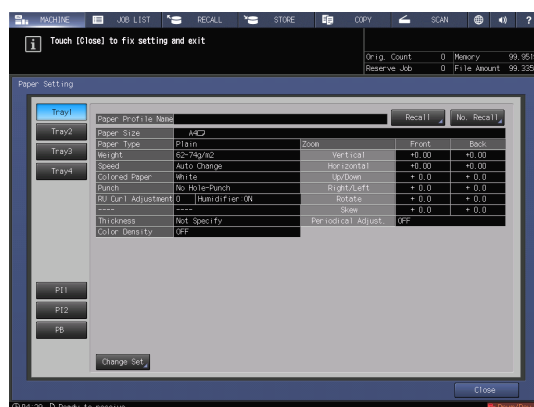 MACHINE JOB LIST RECALL STORE COPY SCAN ?
Touch [Close] to fix setting and exit
Orig. Count 0 Memory 99.951
Reserve Job 0 File Amount 99.335
Paper Setting
Tray1
Tray2
Tray3
Tray4
PI1
PI2
PB
Paper Profile Name
Recall
No. Recall
Paper Size A4
Paper Type Plain
Weight 62-74g/m2
Speed Auto Change
Colored Paper White
Punch No Hole-Punch
RU Curl Adjustment 0 Humidifier:ON
---- ----
Thickness Not Specify
Color Density OFF
Zoom Front Back
Vertical +0.00 +0.00
Horizontal +0.00 +0.00
Up/Down + 0.0 + 0.0
Right/Left + 0.0 + 0.0
Rotate + 0.0 + 0.0
Skew + 0.0 + 0.0
Periodical Adjust. OFF
Change Set
Close